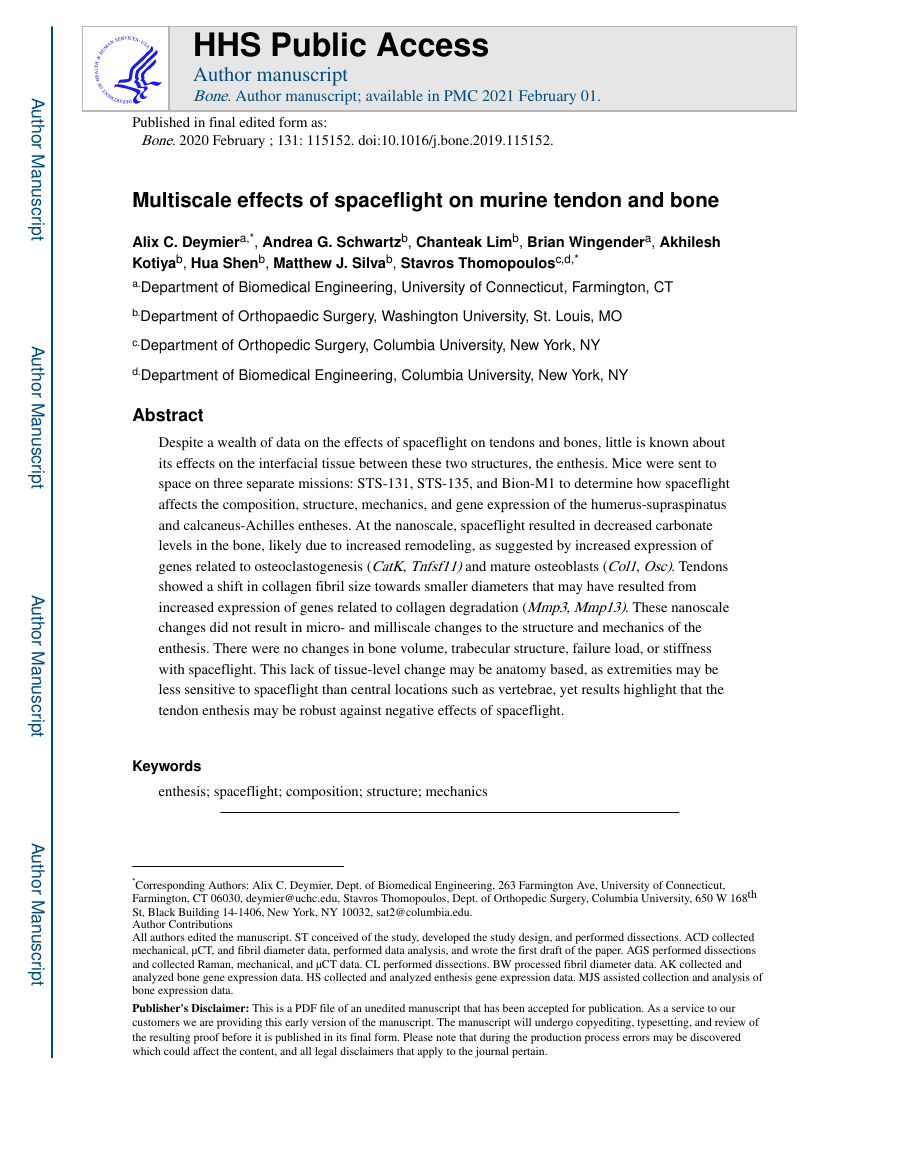 HHS Public Access
Author manuscript
Bone. Author manuscript; available in PMC 2021 February 01.
Published in final edited form as:
Bone. 2020 February ; 131: 115152. doi:10.1016/j.bone.2019.115152.
Multiscale effects of spaceflight on murine tendon and bone
Alix C. Deymiera,*, Andrea G. Schwartzb, Chanteak Limb, Brian Wingendera, Akhilesh
Kotiyab, Hua Shenb, Matthew J. Silvab, Stavros Thomopoulosc,d,*
a.Department of Biomedical Engineering, University of Connecticut, Farmington, CT
b.Department of Orthopaedic Surgery, Washington University, St. Louis, MO
c.Department of Orthopedic Surgery, Columbia University, New York, NY
d.Department of Biomedical Engineering, Columbia University, New York, NY
Abstract
Despite a wealth of data on the effects of spaceflight on tendons and bones, little is known about
its effects on the interfacial tissue between these two structures, the enthesis. Mice were sent to
space on three separate missions: STS-131, STS-135, and Bion-M1 to determine how spaceflight
affects the composition, structure, mechanics, and gene expression of the humerus-supraspinatus
and calcaneus-Achilles entheses. At the nanoscale, spaceflight resulted in decreased carbonate
levels in the bone, likely due to increased remodeling, as suggested by increased expression of
genes related to osteoclastogenesis (CatK, Tnfsf11) and mature osteoblasts (Col1, Osc). Tendons
showed a shift in collagen fibril size towards smaller diameters that may have resulted from
increased expression of genes related to collagen degradation (Mmp3, Mmp13). These nanoscale
changes did not result in micro- and milliscale changes to the structure and mechanics of the
enthesis. There were no changes in bone volume, trabecular structure, failure load, or stiffness
with spaceflight. This lack of tissue-level change may be anatomy based, as extremities may be
less sensitive to spaceflight than central locations such as vertebrae, yet results highlight that the
tendon enthesis may be robust against negative effects of spaceflight.
Keywords
enthesis; spaceflight; composition; structure; mechanics
*Corresponding Authors: Alix C. Deymier, Dept. of Biomedical Engineering, 263 Farmington Ave, University of Connecticut,
Farmington, CT 06030, deymier@uchc.edu, Stavros Thomopoulos, Dept. of Orthopedic Surgery, Columbia University, 650 W 168th
St, Black Building 14-1406, New York, NY 10032, sat2@columbia.edu.
Author Contributions
All authors edited the manuscript. ST conceived of the study, developed the study design, and performed dissections. ACD collected
mechanical, μCT, and fibril diameter data, performed data analysis, and wrote the first draft of the paper. AGS performed dissections
and collected Raman, mechanical, and μCT data. CL performed dissections. BW processed fibril diameter data. AK collected and
analyzed bone gene expression data. HS collected and analyzed enthesis gene expression data. MJS assisted collection and analysis of
bone expression data.
Publisher's Disclaimer: This is a PDF file of an unedited manuscript that has been accepted for publication. As a service to our
customers we are providing this early version of the manuscript. The manuscript will undergo copyediting, typesetting, and review of
the resulting proof before it is published in its final form. Please note that during the production process errors may be discovered
which could affect the content, and all legal disclaimers that apply to the journal pertain.
Author Manuscript
Author Manuscript
Author Manuscript
Author Manuscript